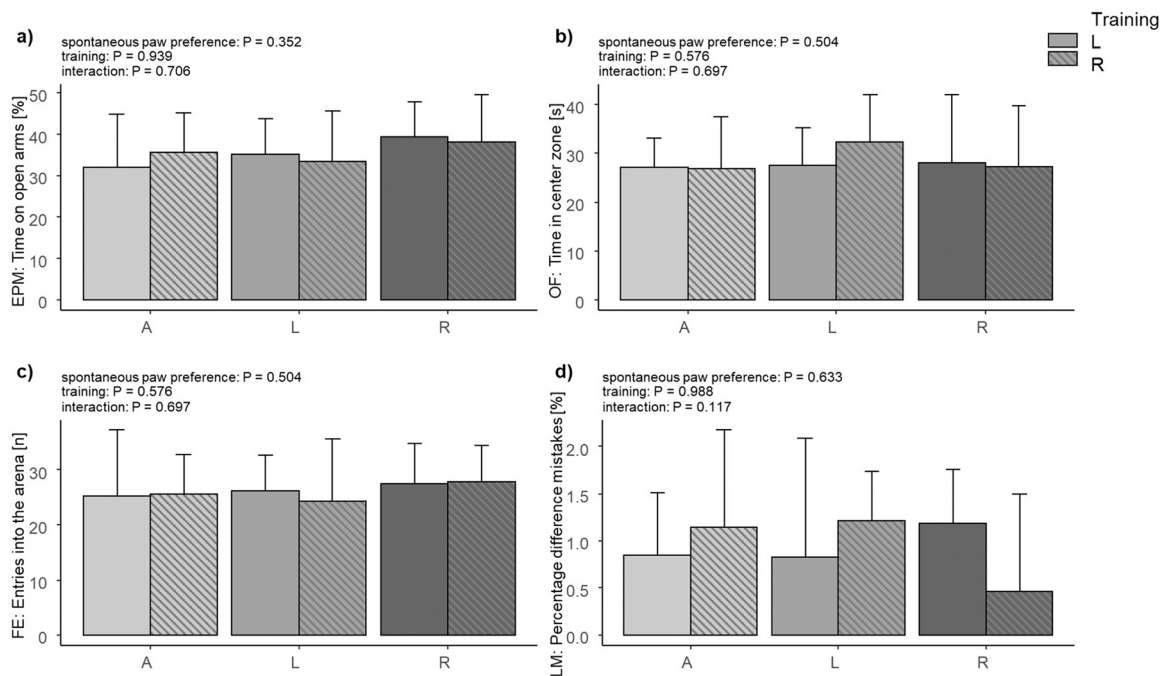 a)
spontaneous paw preference: P = 0.352
training: P = 0.939
interaction: P = 0.706
EPM: Time on open arms [%]
50
40
30
20
10
0
A L R
b)
spontaneous paw preference: P = 0.504
training: P = 0.576
interaction: P = 0.697
OF: Time in center zone [s]
40
30
20
10
0
A L R
Training
L
R
c)
spontaneous paw preference: P = 0.504
training: P = 0.576
interaction: P = 0.697
FE: Entries into the arena [n]
30
20
10
0
A L R
d)
spontaneous paw preference: P = 0.633
training: P = 0.988
interaction: P = 0.117
LM: Percentage difference mistakes [%]
2.0
1.5
1.0
0.5
0.0
A L R